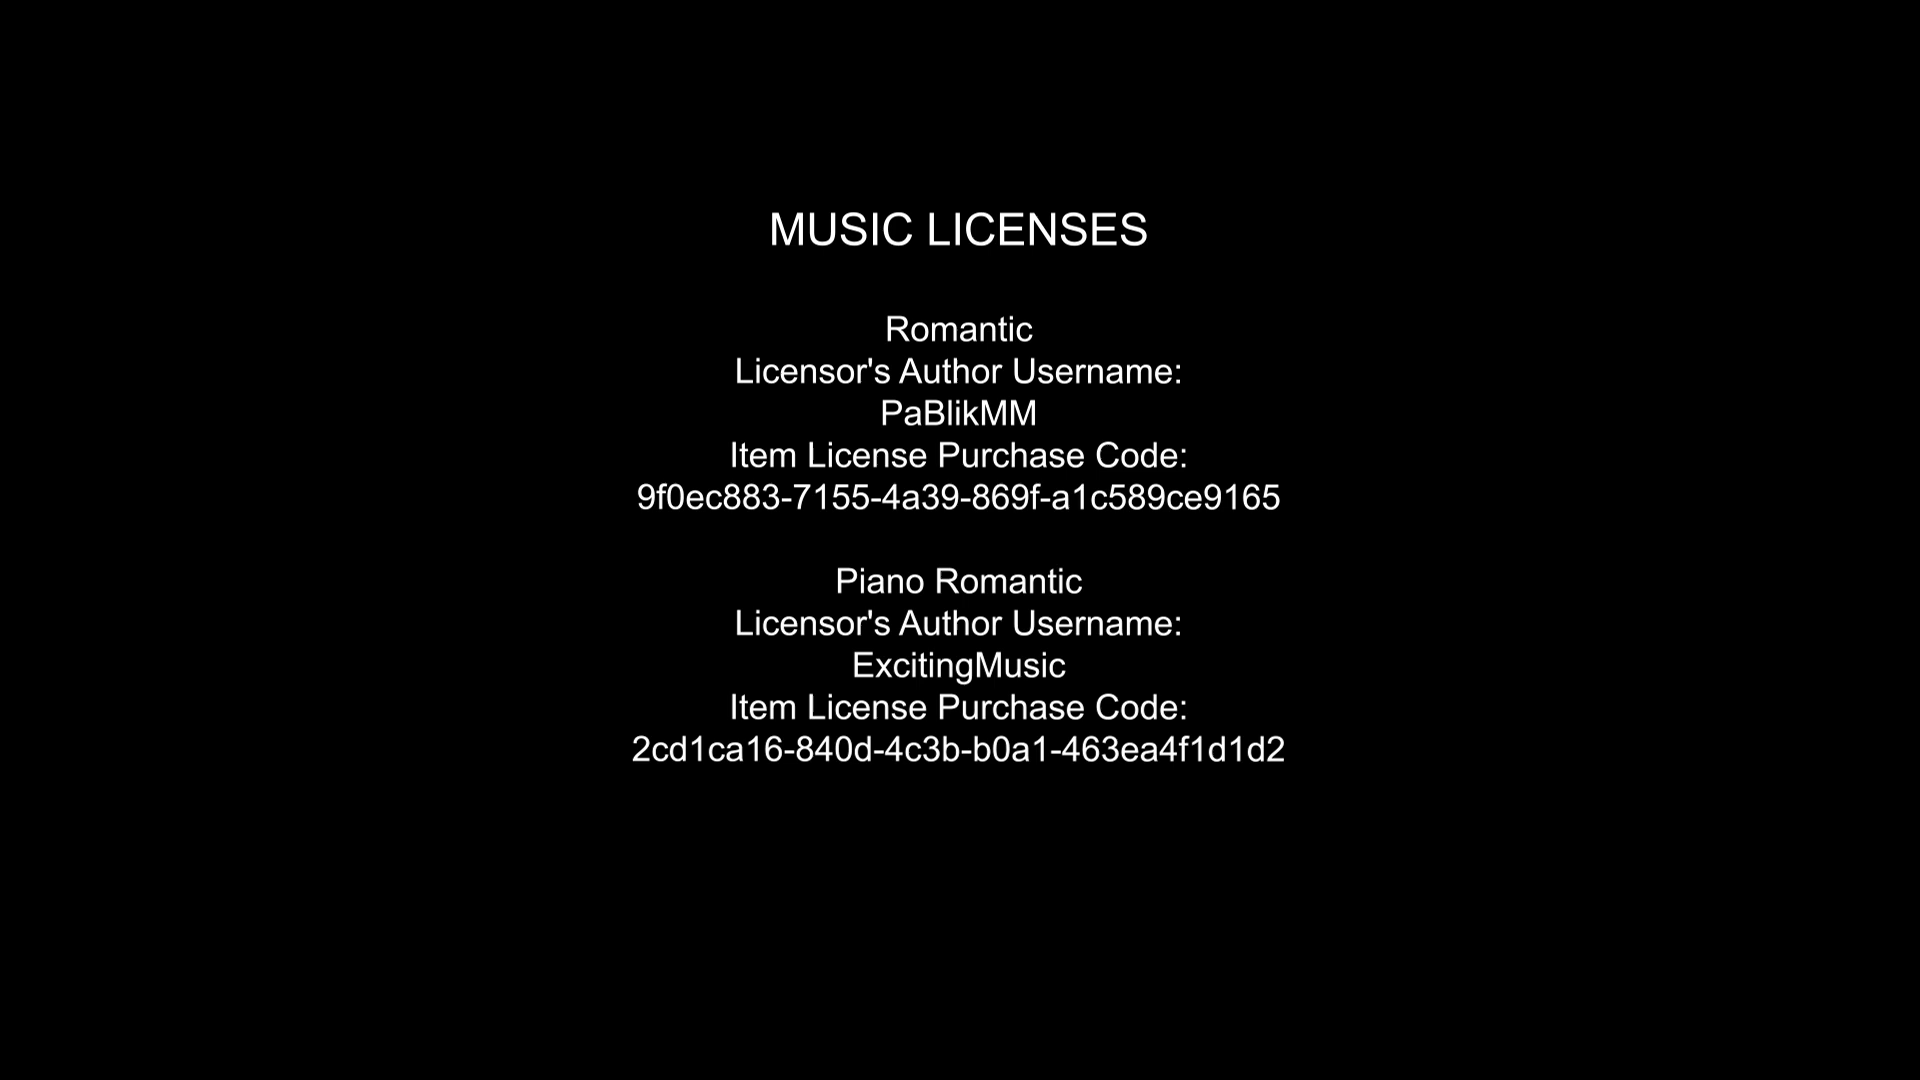 MUSIC LICENSES
Romantic
Licensor's Author Username:
PaBlikMM
Item License Purchase Code:
9f0ec883-7155-4a39-869f-a1c589ce9165
Piano Romantic
Licensor's Author Username:
ExcitingMusic
Item License Purchase Code:
2cd1ca16-840d-4c3b-b0a1-463ea4f1d1d2